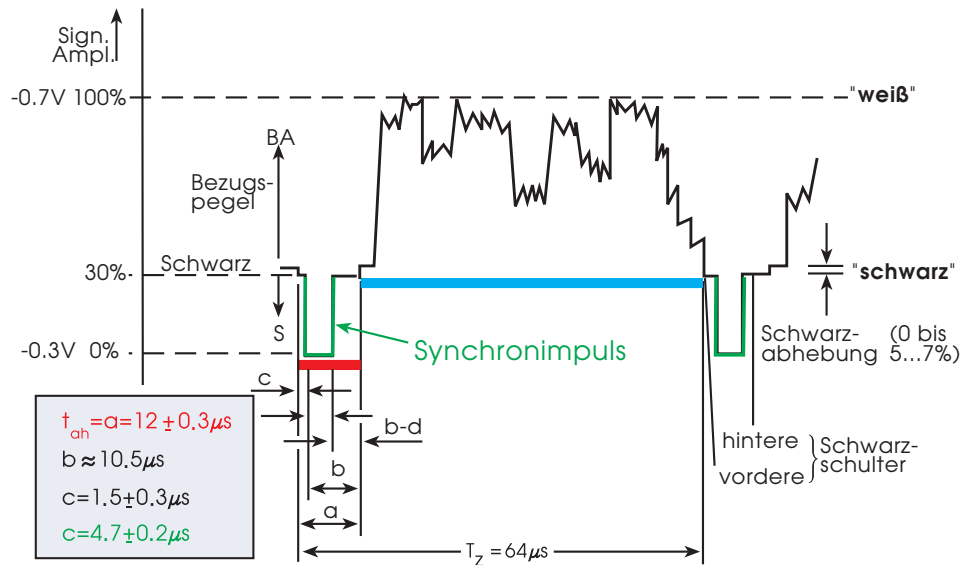 Sign.
Ampl.
-0.7V 100%
"weiß"
BA
Bezugs-
pegel
Schwarz
30%
"schwarz"
S
-0.3V 0%
Synchronimpuls
Schwarz- (0 bis
abhebung 5...7%)
c
b-d
t_ah=a=12±0.3µs
b≈10.5µs
c=1.5±0.3µs
c=4.7±0.2µs
b
a
hintere
vordere
Schwarz-
schulter
T_Z=64µs